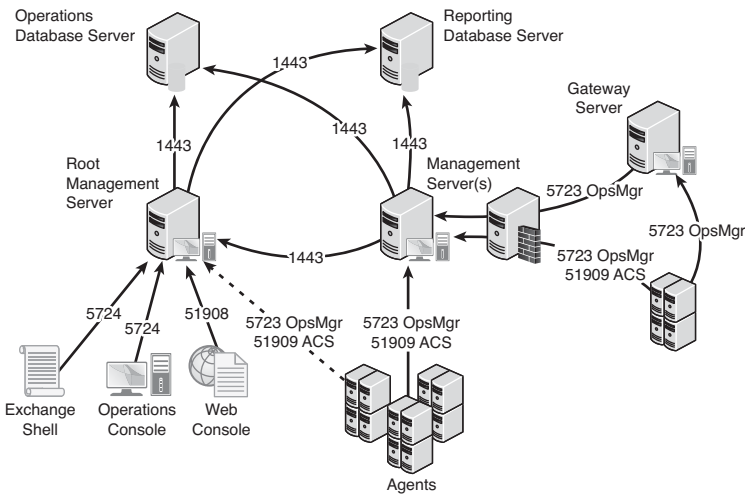 Operations
Database Server
Reporting
Database Server
1443
Gateway
Server
1443
1443
1443
Root
Management
Server
Management
Server(s)
5723 OpsMgr
5723 OpsMgr
1443
5723 OpsMgr
51909 ACS
5724
5724
51908
5723 OpsMgr
51909 ACS
5723 OpsMgr
51909 ACS
Exchange
Shell
Operations
Console
Web
Console
Agents